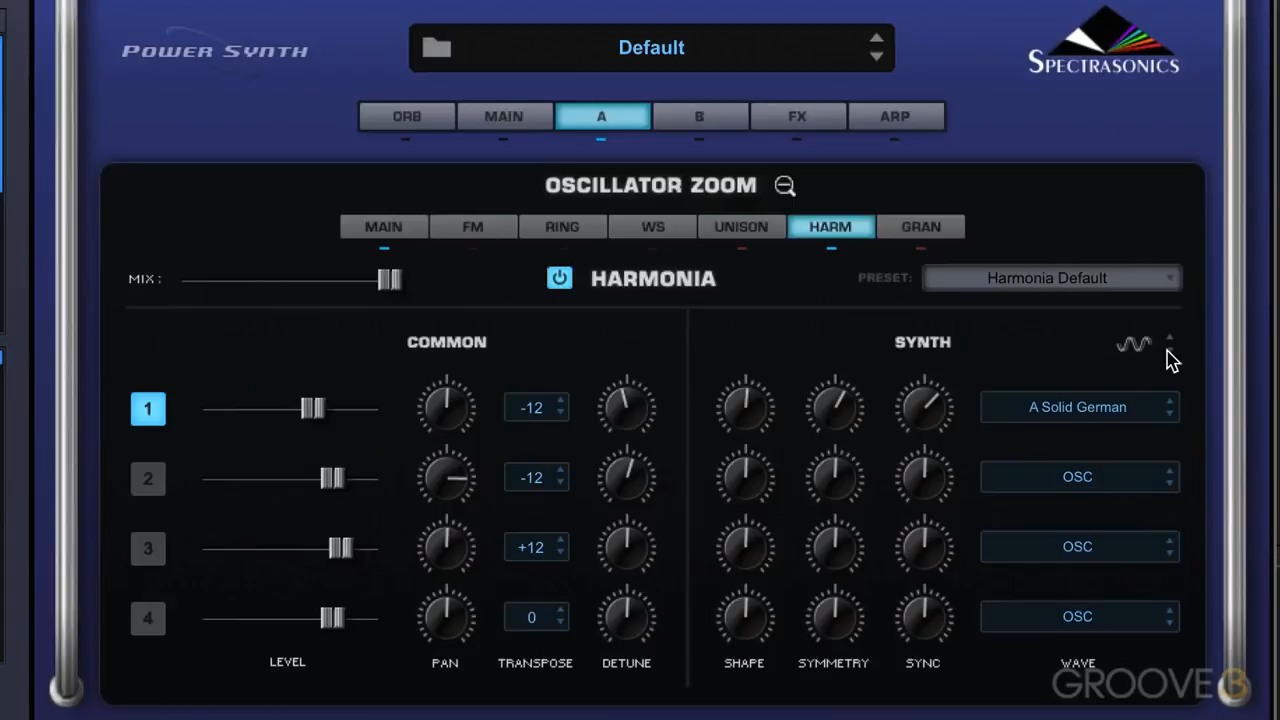 POWER SYNTH
Default
SPECTRASONICS
ORB MAIN A B FX ARP
OSCILLATOR ZOOM
MAIN FM RING WS UNISON HARM GRAN
MIX: HARMONIA PRESET: Harmonia Default
COMMON SYNTH
1 -12 A Solid German
2 -12 OSC
3 +12 OSC
4 0 OSC
LEVEL PAN TRANSPOSE DETUNE SHAPE SYMMETRY SYNC WAVE
GROOVE3